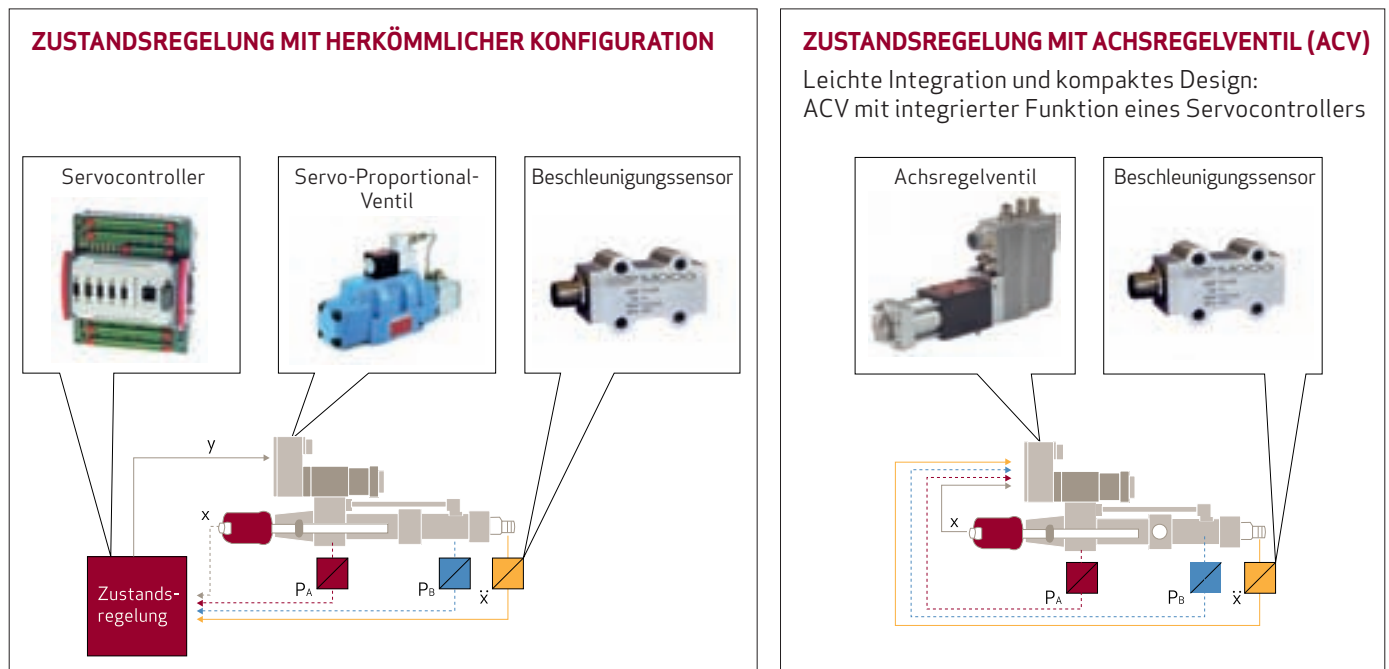 ZUSTANDSREGELUNG MIT HERKÖMMLICHER KONFIGURATION
Servocontroller
Servo-Proportional-
Ventil
Beschleunigungssensor
y
x
PA
PB
ẍ
Zustands-
regelung
ZUSTANDSREGELUNG MIT ACHSREGELVENTIL (ACV)
Leichte Integration und kompaktes Design:
ACV mit integrierter Funktion eines Servocontrollers
Achsregelventil
Beschleunigungssensor
x
PA
PB
ẍ